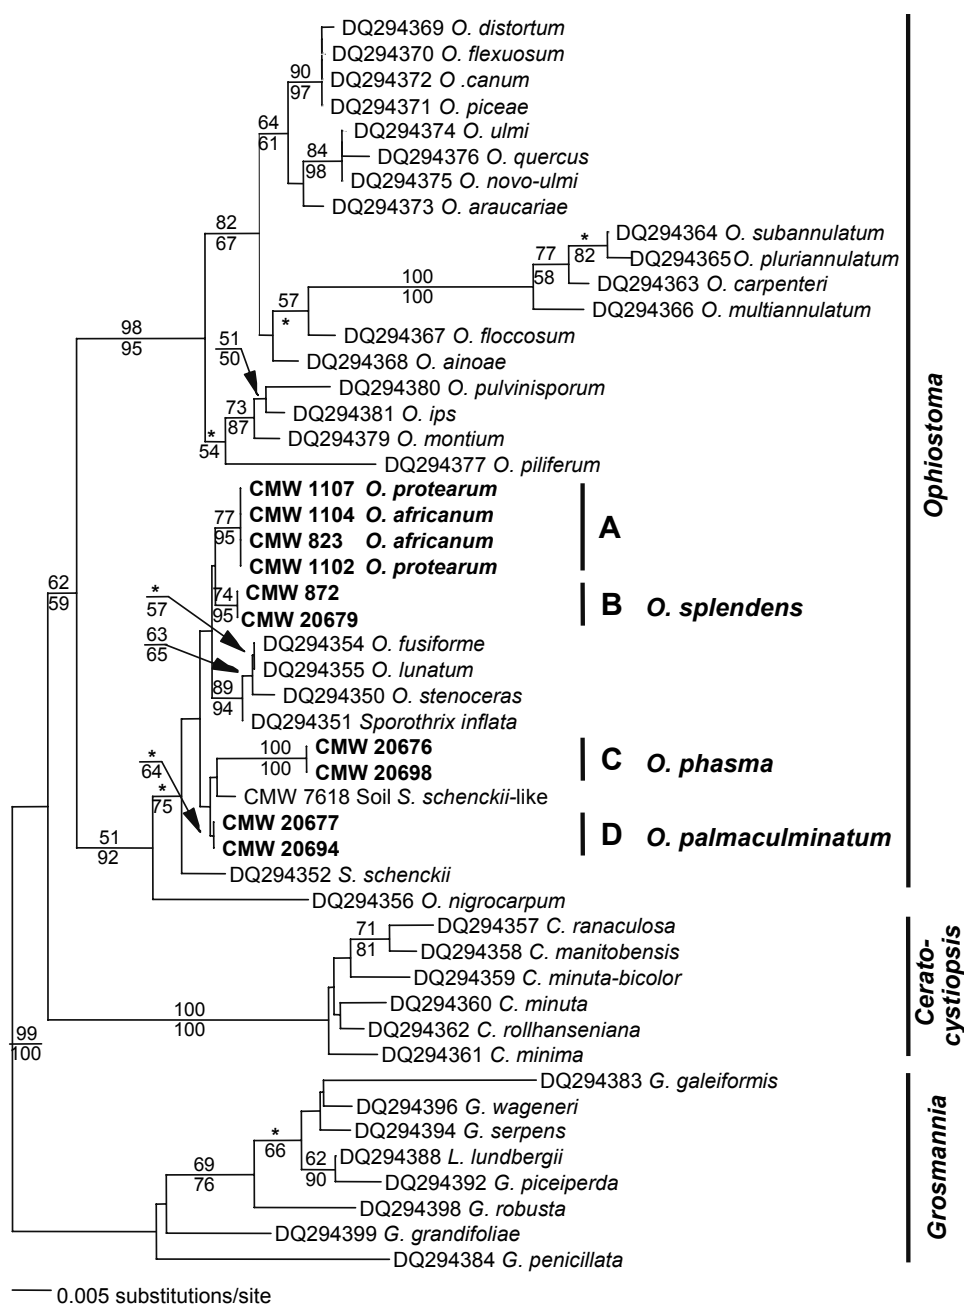 DQ294369 O. distortum
DQ294370 O. flexuosum
90
DQ294372 O .canum
97
DQ294371 O. piceae
64
61
DQ294374 O. ulmi
84
DQ294376 O. quercus
98
DQ294375 O. novo-ulmi
DQ294373 O. araucariae
82
67
DQ294364 O. subannulatum
*
82
DQ294365O. pluriannulatum
77
58
DQ294363 O. carpenteri
100
100
DQ294366 O. multiannulatum
57
*
DQ294367 O. floccosum
98
95
51
50
DQ294368 O. ainoae
DQ294380 O. pulvinisporum
73
87
DQ294381 O. ips
DQ294379 O. montium
*
54
DQ294377 O. piliferum
Ophiostoma
CMW 1107 O. protearum
77
95
CMW 1104 O. africanum
CMW 823 O. africanum
CMW 1102 O. protearum
A
62
59
*
57
74
95
CMW 872
CMW 20679
B O. splendens
63
65
DQ294354 O. fusiforme
DQ294355 O. lunatum
89
94
DQ294350 O. stenoceras
DQ294351 Sporothrix inflata
100
100
CMW 20676
CMW 20698
C O. phasma
*
64
*
75
CMW 7618 Soil S. schenckii-like
CMW 20677
CMW 20694
D O. palmaculminatum
51
92
DQ294352 S. schenckii
DQ294356 O. nigrocarpum
71
81
DQ294357 C. ranaculosa
DQ294358 C. manitobensis
DQ294359 C. minuta-bicolor
DQ294360 C. minuta
100
100
DQ294362 C. rollhanseniana
DQ294361 C. minima
Cerato-
cystiopsis
99
100
DQ294383 G. galeiformis
DQ294396 G. wageneri
DQ294394 G. serpens
*
66
62
90
DQ294388 L. lundbergii
DQ294392 G. piceiperda
69
76
DQ294398 G. robusta
DQ294399 G. grandifoliae
DQ294384 G. penicillata
Grosmannia
0.005 substitutions/site